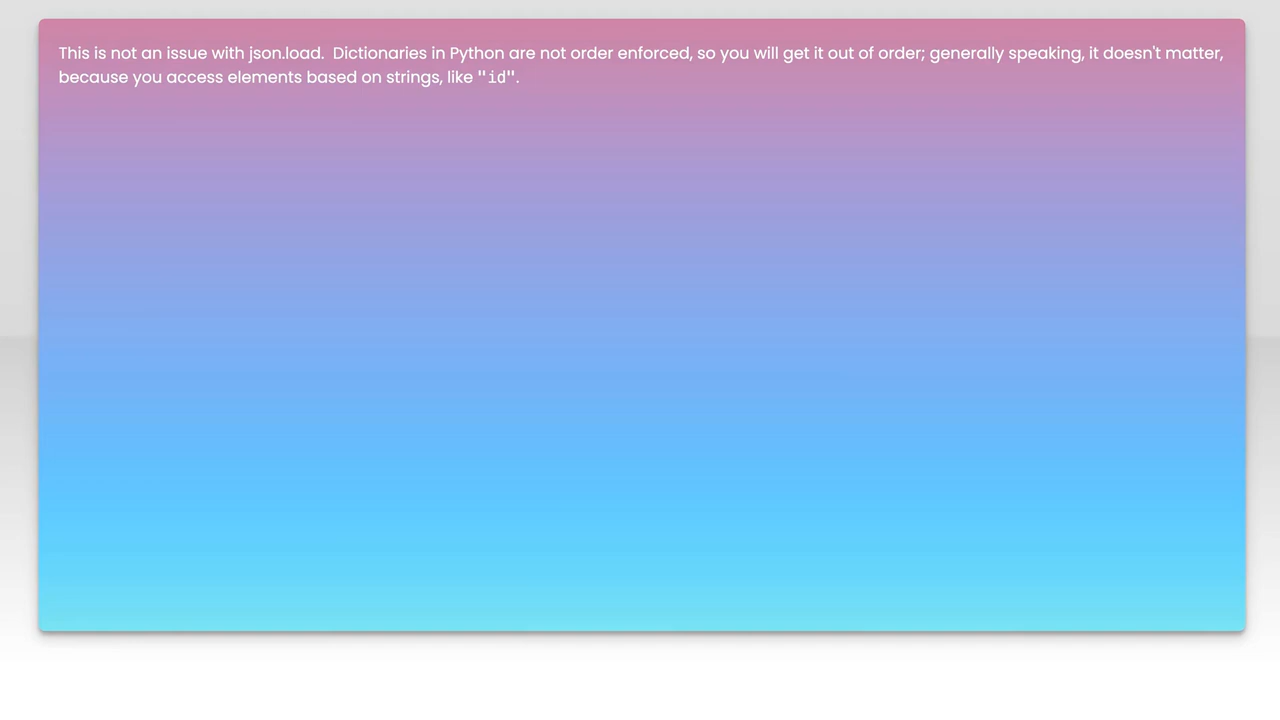 This is not an issue with json.load.  Dictionaries in Python are not order enforced, so you will get it out of order; generally speaking, it doesn't matter,
because you access elements based on strings, like "id".